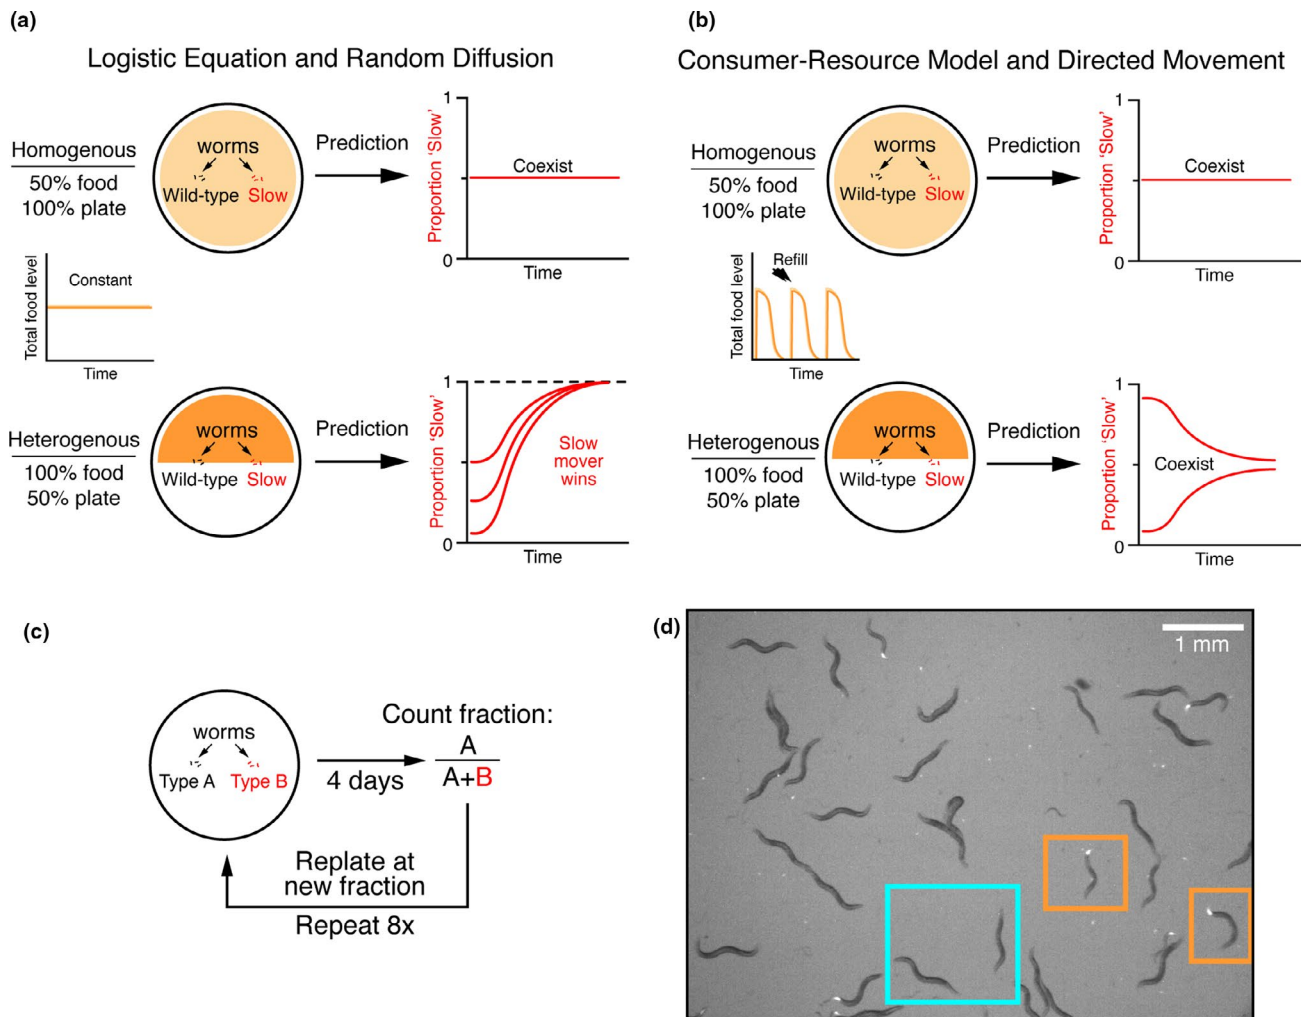 (a)
Logistic Equation and Random Diffusion
Homogenous
50% food
100% plate
worms
Wild-type
Slow
Prediction
Proportion ‘Slow’
1
0
Coexist
Time
Total food level
Constant
Time
Heterogenous
100% food
50% plate
worms
Wild-type
Slow
Prediction
Proportion ‘Slow’
1
0
Slow
mover
wins
Time
(b)
Consumer-Resource Model and Directed Movement
Homogenous
50% food
100% plate
worms
Wild-type
Slow
Prediction
Proportion ‘Slow’
1
0
Coexist
Time
Total food level
Refill
Time
Heterogenous
100% food
50% plate
worms
Wild-type
Slow
Prediction
Proportion ‘Slow’
1
0
Coexist
Time
(c)
worms
Type A
Type B
4 days
Count fraction:
A
A+B
Replate at
new fraction
Repeat 8x
(d)
1 mm